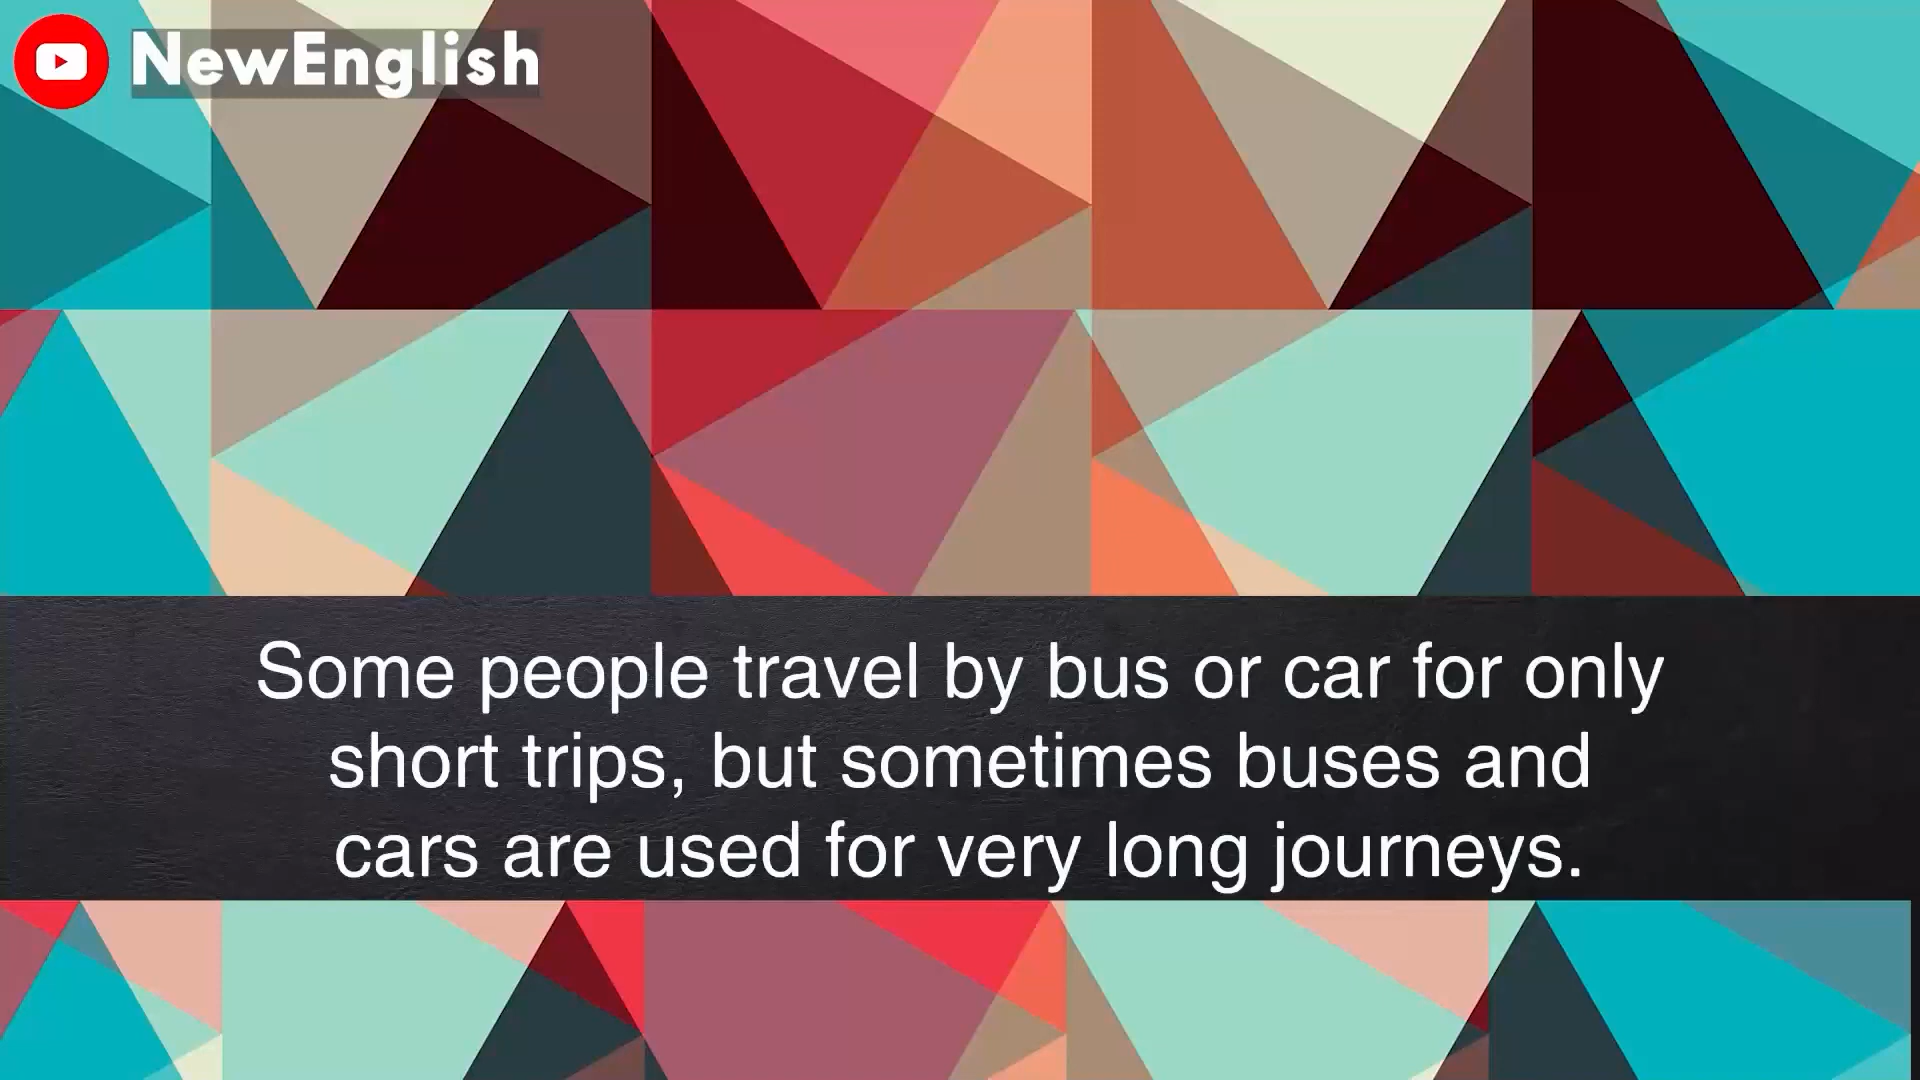 NewEnglish
Some people travel by bus or car for only
short trips, but sometimes buses and
cars are used for very long journeys.